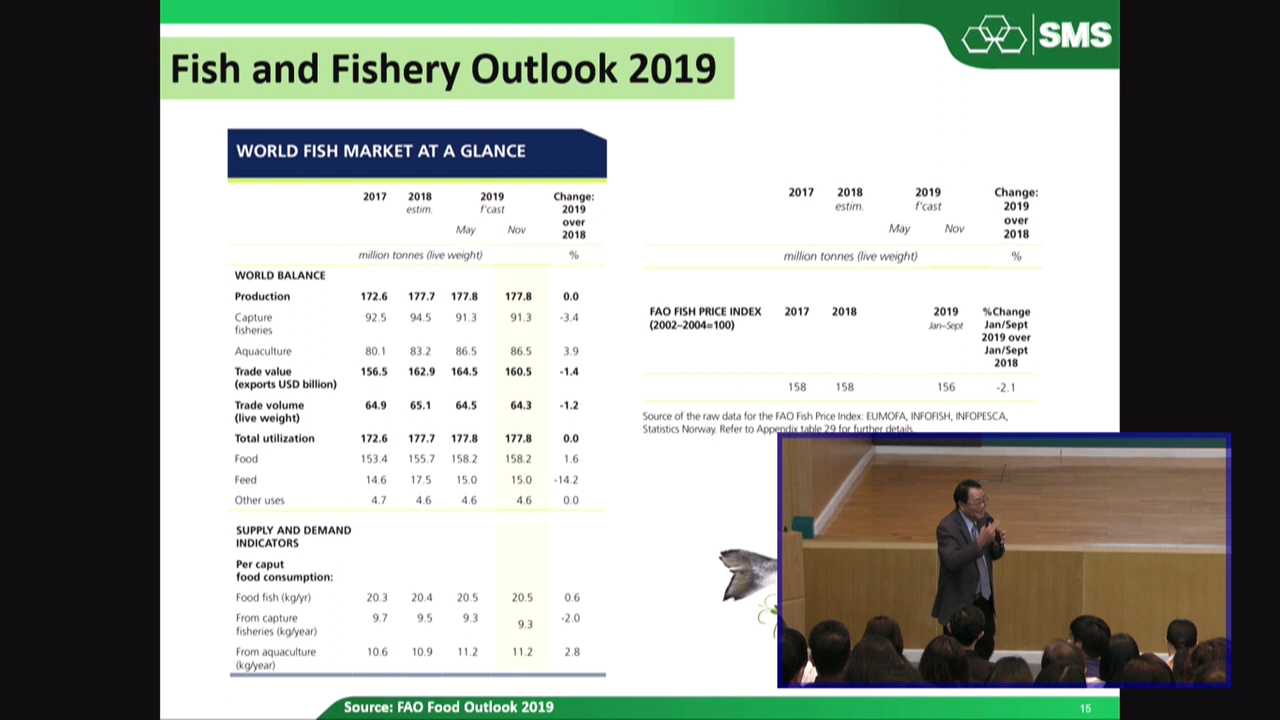 SMS
Fish and Fishery Outlook 2019
WORLD FISH MARKET AT A GLANCE
2017 2018 2019 Change:
estim. f'cast 2019
over
May Nov 2018
million tonnes (live weight) %
WORLD BALANCE
Production 172.6 177.7 177.8 177.8 0.0
Capture 92.5 94.5 91.3 91.3 -3.4
fisheries
Aquaculture 80.1 83.2 86.5 86.5 3.9
Trade value 156.5 162.9 164.5 160.5 -1.4
(exports USD billion)
Trade volume 64.9 65.1 64.5 64.3 -1.2
(live weight)
Total utilization 172.6 177.7 177.8 177.8 0.0
Food 153.4 155.7 158.2 158.2 1.6
Feed 14.6 17.5 15.0 15.0 -14.2
Other uses 4.7 4.6 4.6 4.6 0.0
SUPPLY AND DEMAND
INDICATORS
Per caput
food consumption:
Food fish (kg/yr) 20.3 20.4 20.5 20.5 0.6
From capture 9.7 9.5 9.3 9.3 -2.0
fisheries (kg/year)
From aquaculture 10.6 10.9 11.2 11.2 2.8
(kg/year)
2017 2018 2019 Change:
estim. f'cast 2019
over
May Nov 2018
million tonnes (live weight) %
FAO FISH PRICE INDEX 2017 2018 2019 %Change
(2002–2004=100) Jan–Sept Jan/Sept
2019 over
Jan/Sept
2018
158 158 156 -2.1
Source of the raw data for the FAO Fish Price Index: EUMOFA, INFOFISH, INFOPESCA,
Statistics Norway. Refer to Appendix table 29 for further details.
Source: FAO Food Outlook 2019
15